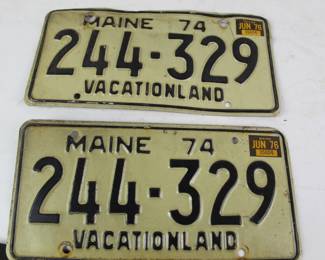 MAINE 74 JUN 76
244-329
VACATIONLAND
MAINE 74 JUN 76
244-329
VACATIONLAND